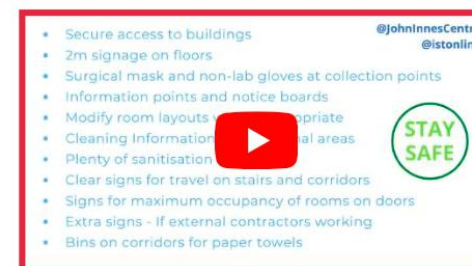 @JohnInnesCentr
@istonlin
Secure access to buildings
2m signage on floors
Surgical mask and non-lab gloves at collection points
Information points and notice boards
Modify room layouts
Cleaning Information areas
Plenty of sanitisation
Clear signs for travel on stairs and corridors
Signs for maximum occupancy of rooms on doors
Extra signs - If external contractors working
Bins on corridors for paper towels
STAY
SAFE